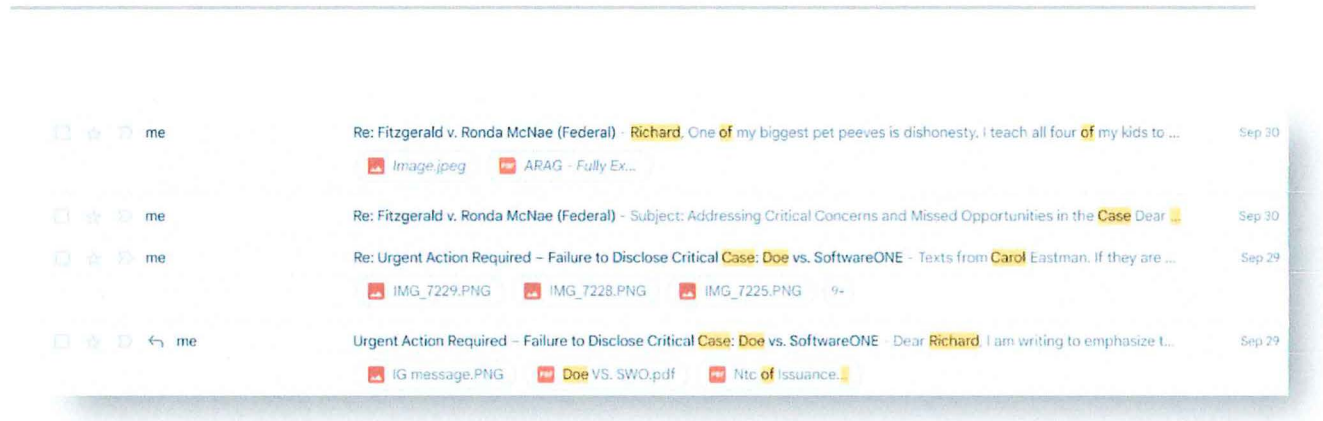 me Re: Fitzgerald v. Ronda McNae (Federal) - Richard, One of my biggest pet peeves is dishonesty. I teach all four of my kids to ... Sep 30
Image.jpeg PDF ARAG - Fully Ex...
me Re: Fitzgerald v. Ronda McNae (Federal) - Subject: Addressing Critical Concerns and Missed Opportunities in the Case Dear ... Sep 30
me Re: Urgent Action Required – Failure to Disclose Critical Case: Doe vs. SoftwareONE - Texts from Carol Eastman. If they are ... Sep 29
IMG_7229.PNG IMG_7228.PNG IMG_7225.PNG 9+
me Urgent Action Required – Failure to Disclose Critical Case: Doe vs. SoftwareONE - Dear Richard, I am writing to emphasize t... Sep 29
IG message.PNG PDF Doe VS. SWO.pdf PDF Ntc of Issuance...